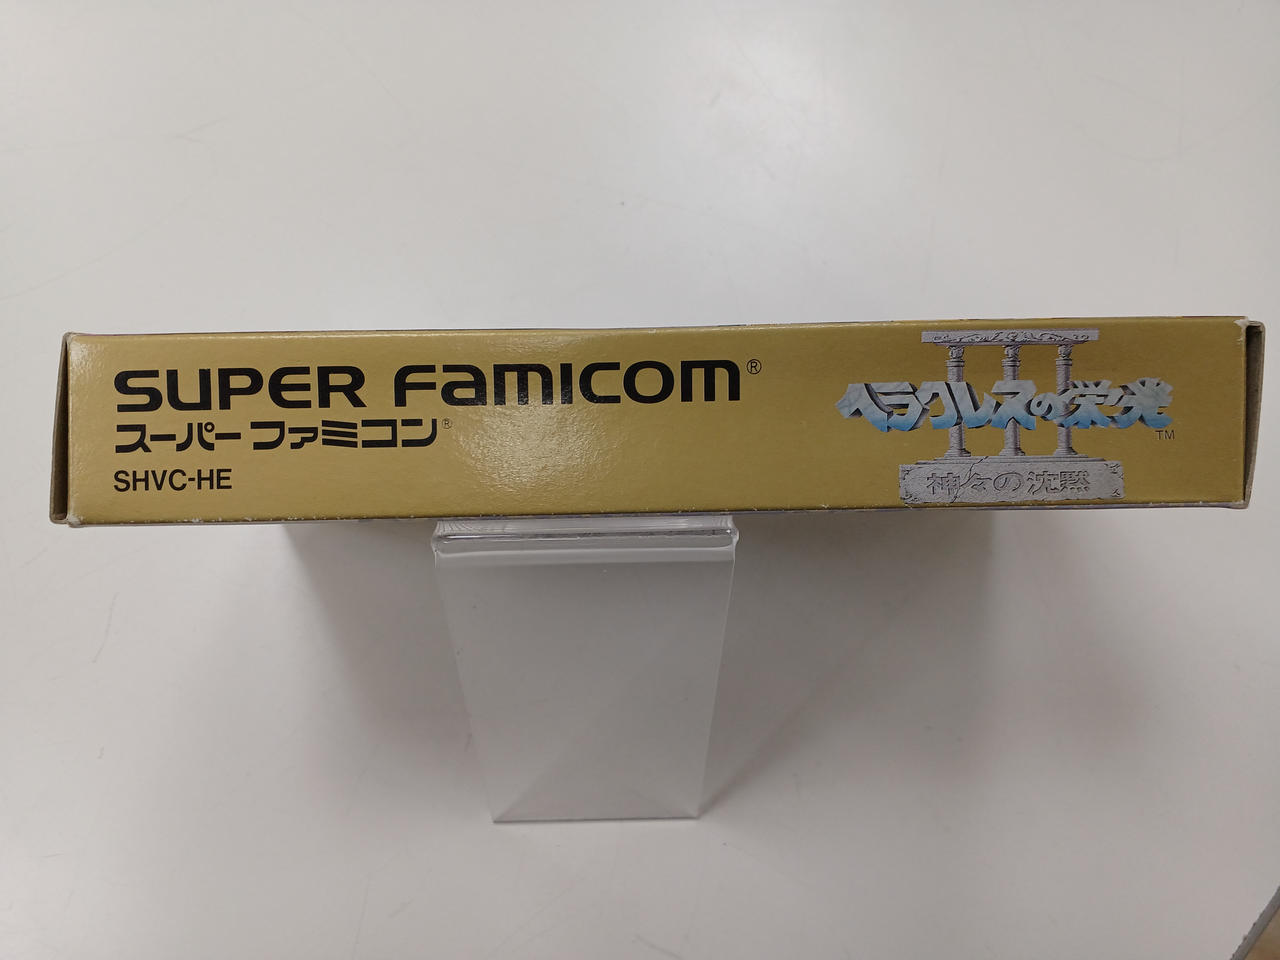 SUPER FAMICOM®
スーパーファミコン®
SHVC-HE
III
ヘラクレスの栄光
TM
神々の沈黙